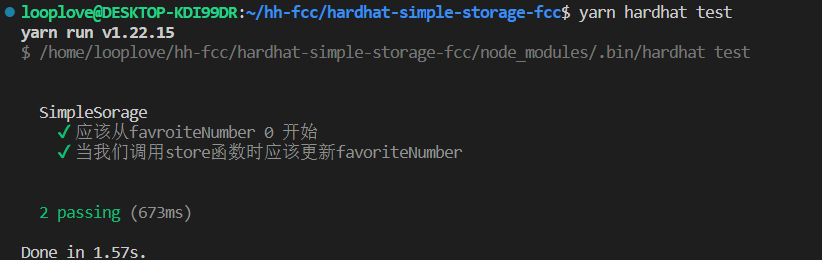 looplove@DESKTOP-KDI99DR:~/hh-fcc/hardhat-simple-storage-fcc$ yarn hardhat test
yarn run v1.22.15
$ /home/looplove/hh-fcc/hardhat-simple-storage-fcc/node_modules/.bin/hardhat test
SimpleSorage
✓ 应该从favroiteNumber 0 开始
✓ 当我们调用store函数时应该更新favoriteNumber
2 passing (673ms)
Done in 1.57s.